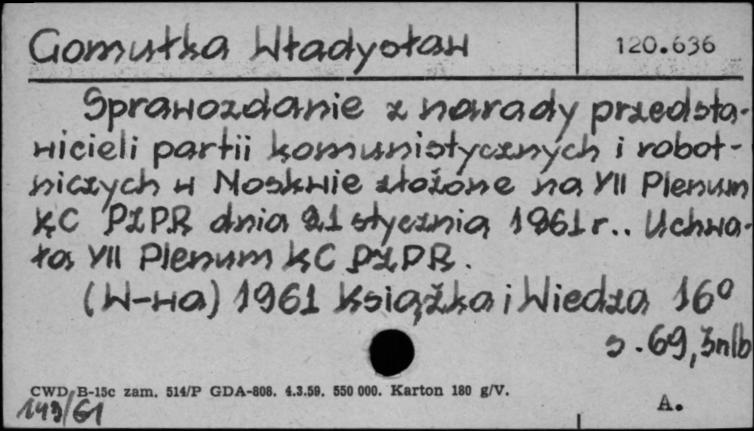 Gomułka Władysław
120.636
Sprawozdanie z narady przedsta-
wicieli partii komunistycznych i robot-
niczych w Moskwie złożone na VII Plenum
KC PZPR dnia 21 stycznia 1961 r.. Uchwa-
ła VII Plenum KC PZPR.
(W-wa) 1961 Książka i Wiedza 16°
s. 69, 3nlb
CWD B-15c zam. 514/P GDA-808. 4.3.59. 550 000. Karton 180 g/V.
143/61
A.